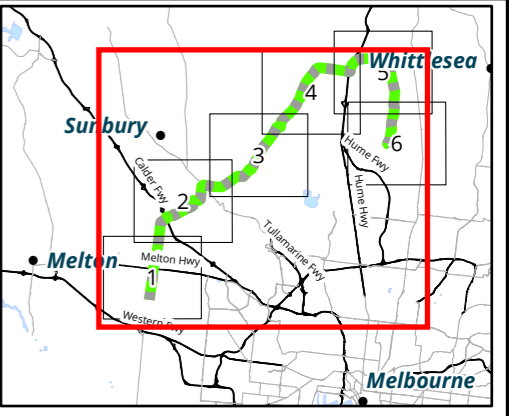 Whittlesea
5
4
Sunbury
6
Hume Fwy
3
Calder Fwy
Hume Hwy
2
Tullamarine Fwy
Melton
Melton Hwy
1
Western Fwy
Melbourne